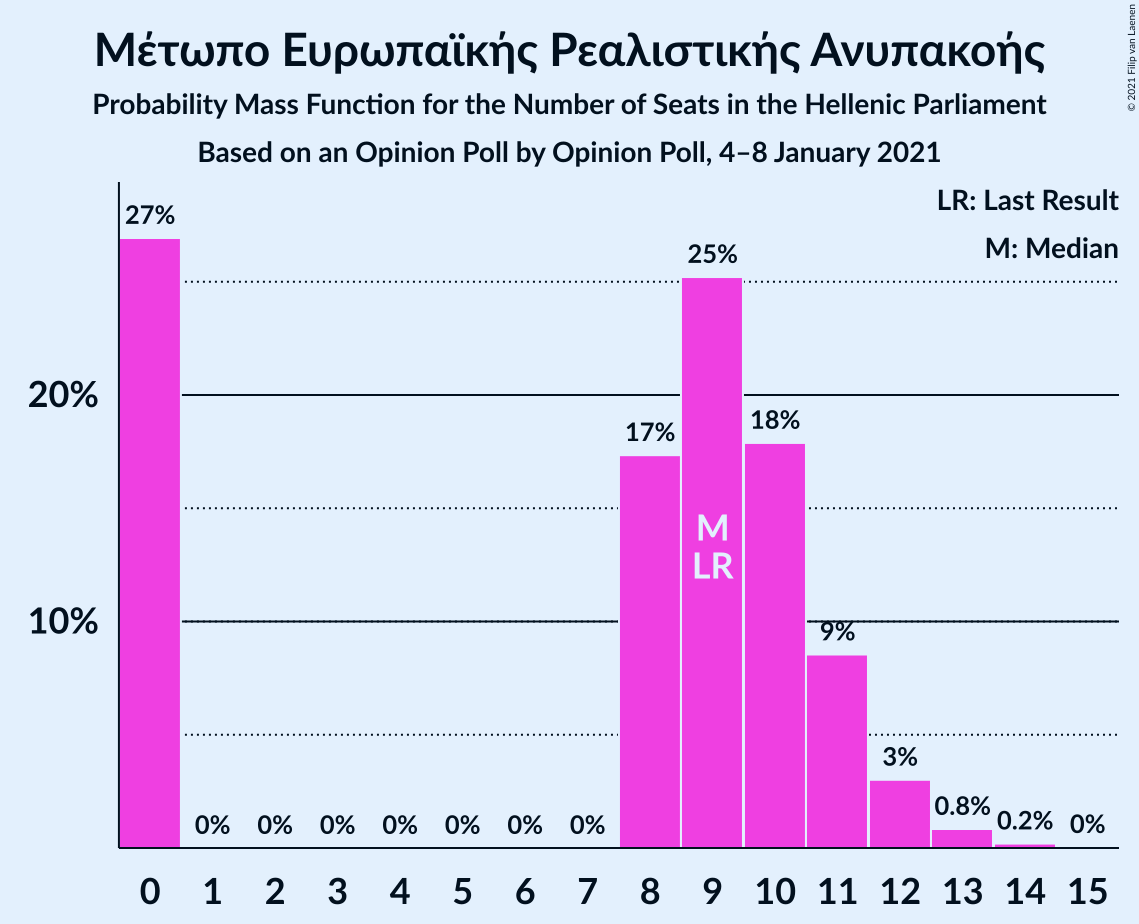 Μέτωπο Ευρωπαϊκής Ρεαλιστικής Ανυπακοής
Probability Mass Function for the Number of Seats in the Hellenic Parliament
Based on an Opinion Poll by Opinion Poll, 4–8 January 2021
© 2021 Filip van Laenen
LR: Last Result
M: Median
27%
25%
20%
18%
17%
M
LR
10%
9%
3%
0.8%
0.2%
0% 0% 0% 0% 0% 0% 0% 0%
0 1 2 3 4 5 6 7 8 9 10 11 12 13 14 15